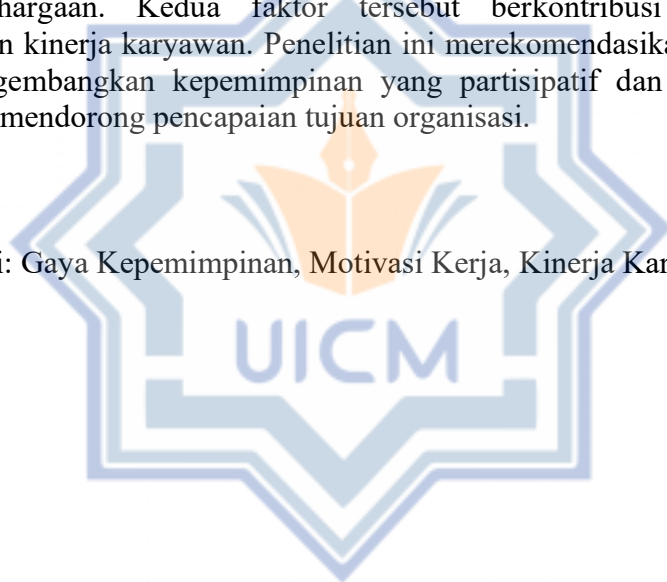 hargaan. Kedua faktor tersebut berkontribusi
n kinerja karyawan. Penelitian ini merekomendasika
gembangkan kepemimpinan yang partisipatif dan
mendorong pencapaian tujuan organisasi.
i: Gaya Kepemimpinan, Motivasi Kerja, Kinerja Kar
UICM